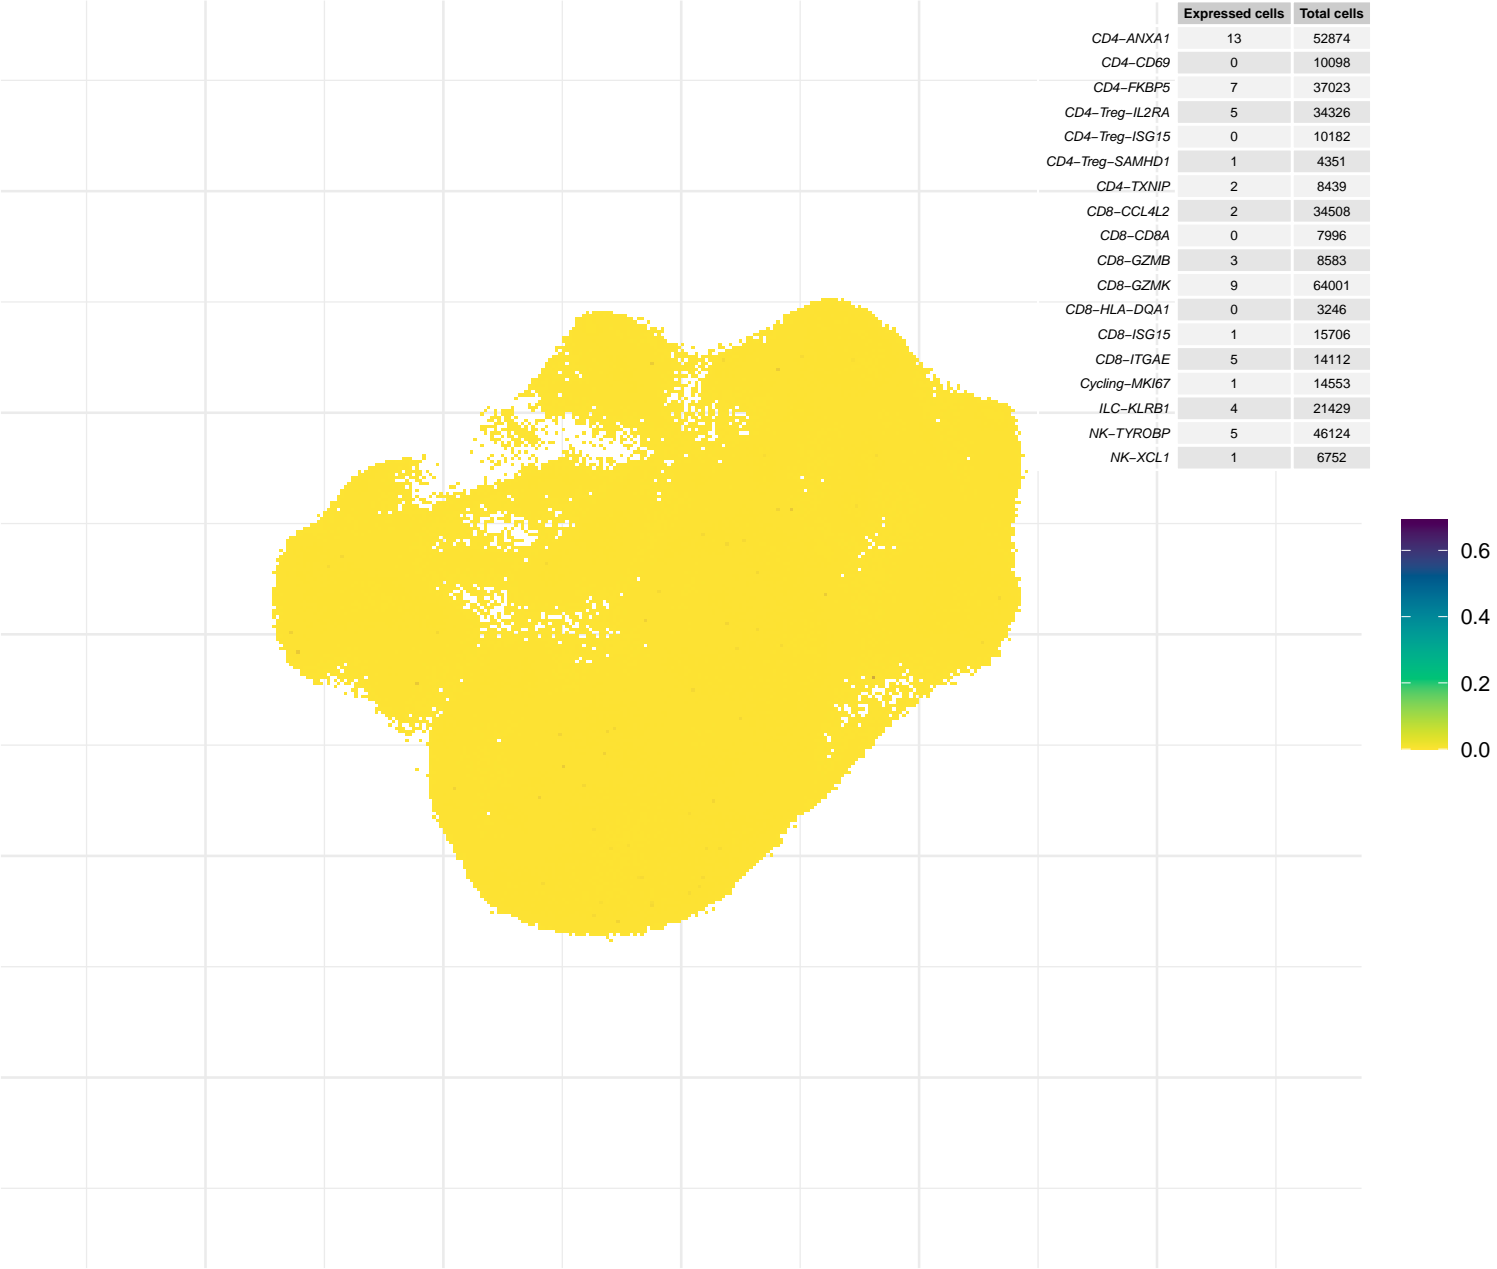 Expressed cells Total cells
CD4−ANXA1 13 52874
CD4−CD69 0 10098
CD4−FKBP5 7 37023
CD4−Treg−IL2RA 5 34326
CD4−Treg−ISG15 0 10182
CD4−Treg−SAMHD1 1 4351
CD4−TXNIP 2 8439
CD8−CCL4L2 2 34508
CD8−CD8A 0 7996
CD8−GZMB 3 8583
CD8−GZMK 9 64001
CD8−HLA−DQA1 0 3246
CD8−ISG15 1 15706
CD8−ITGAE 5 14112
Cycling−MKI67 1 14553
ILC−KLRB1 4 21429
NK−TYROBP 5 46124
NK−XCL1 1 6752
0.6
0.4
0.2
0.0